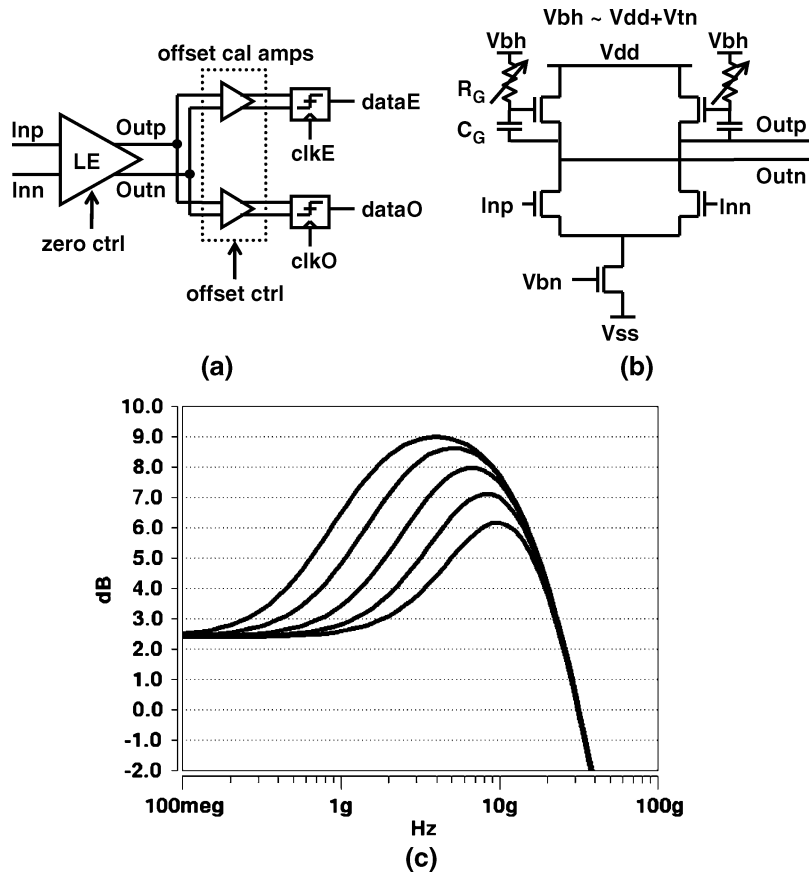 offset cal amps
Inp
Inn
LE
Outp
Outn
zero ctrl
dataE
clkE
dataO
clkO
offset ctrl
(a)
Vbh ~ Vdd+Vtn
Vbh
Vdd
Vbh
RG
CG
Outp
Outn
Inp
Inn
Vbn
Vss
(b)
10.0
9.0
8.0
7.0
6.0
5.0
4.0
3.0
2.0
1.0
0.0
-1.0
-2.0
dB
100meg
1g
10g
100g
Hz
(c)